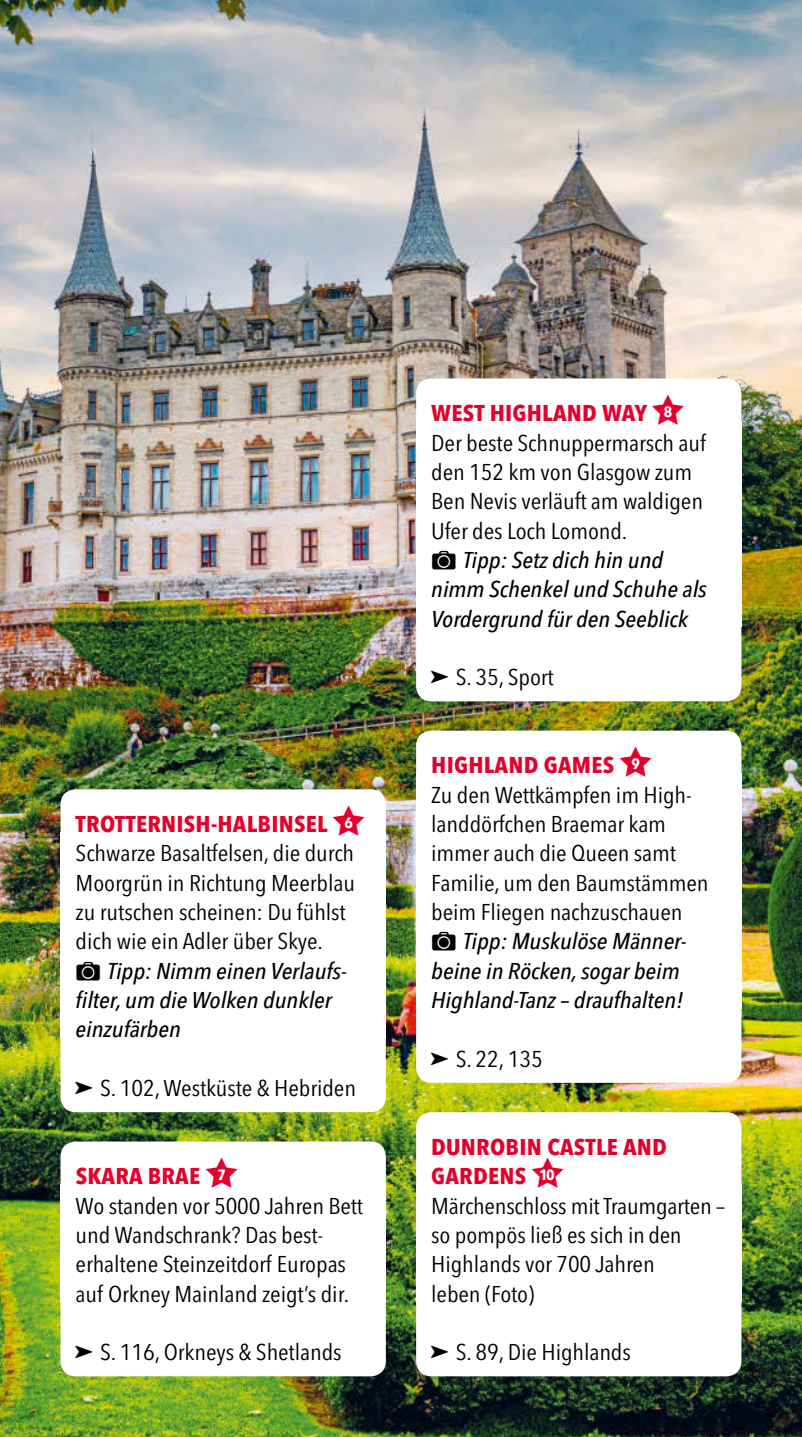 TROTTERNISH-HALBINSEL 6
Schwarze Basaltfelsen, die durch
Moorgrün in Richtung Meerblau
zu rutschen scheinen: Du fühlst
dich wie ein Adler über Skye.
Tipp: Nimm einen Verlaufs-
filter, um die Wolken dunkler
einzufärben
➤ S. 102, Westküste & Hebriden
SKARA BRAE 7
Wo standen vor 5000 Jahren Bett
und Wandschrank? Das best-
erhaltene Steinzeitdorf Europas
auf Orkney Mainland zeigt's dir.
➤ S. 116, Orkneys & Shetlands
WEST HIGHLAND WAY 8
Der beste Schnuppermarsch auf
den 152 km von Glasgow zum
Ben Nevis verläuft am waldigen
Ufer des Loch Lomond.
Tipp: Setz dich hin und
nimm Schenkel und Schuhe als
Vordergrund für den Seeblick
➤ S. 35, Sport
HIGHLAND GAMES 9
Zu den Wettkämpfen im High-
landdörfchen Braemar kam
immer auch die Queen samt
Familie, um den Baumstämmen
beim Fliegen nachzuschauen
Tipp: Muskulöse Männer-
beine in Röcken, sogar beim
Highland-Tanz – draufhalten!
➤ S. 22, 135
DUNROBIN CASTLE AND
GARDENS 10
Märchenschloss mit Traumgarten –
so pompös ließ es sich in den
Highlands vor 700 Jahren
leben (Foto)
➤ S. 89, Die Highlands